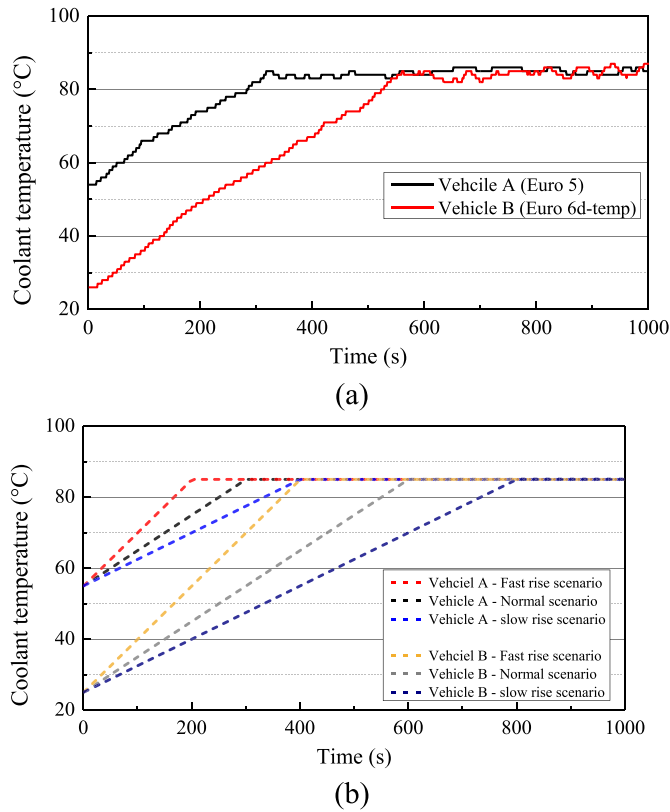 100
80
60
40
20
Coolant temperature (°C)
Vehcile A (Euro 5)
Vehicle B (Euro 6d-temp)
0 200 400 600 800 1000
Time (s)
(a)
100
80
60
40
20
Coolant temperature (°C)
Vehciel A - Fast rise scenario
Vehicle A - Normal scenario
Vehicle A - slow rise scenario
Vehciel B - Fast rise scenario
Vehicle B - Normal scenario
Vehicle B - slow rise scenario
0 200 400 600 800 1000
Time (s)
(b)